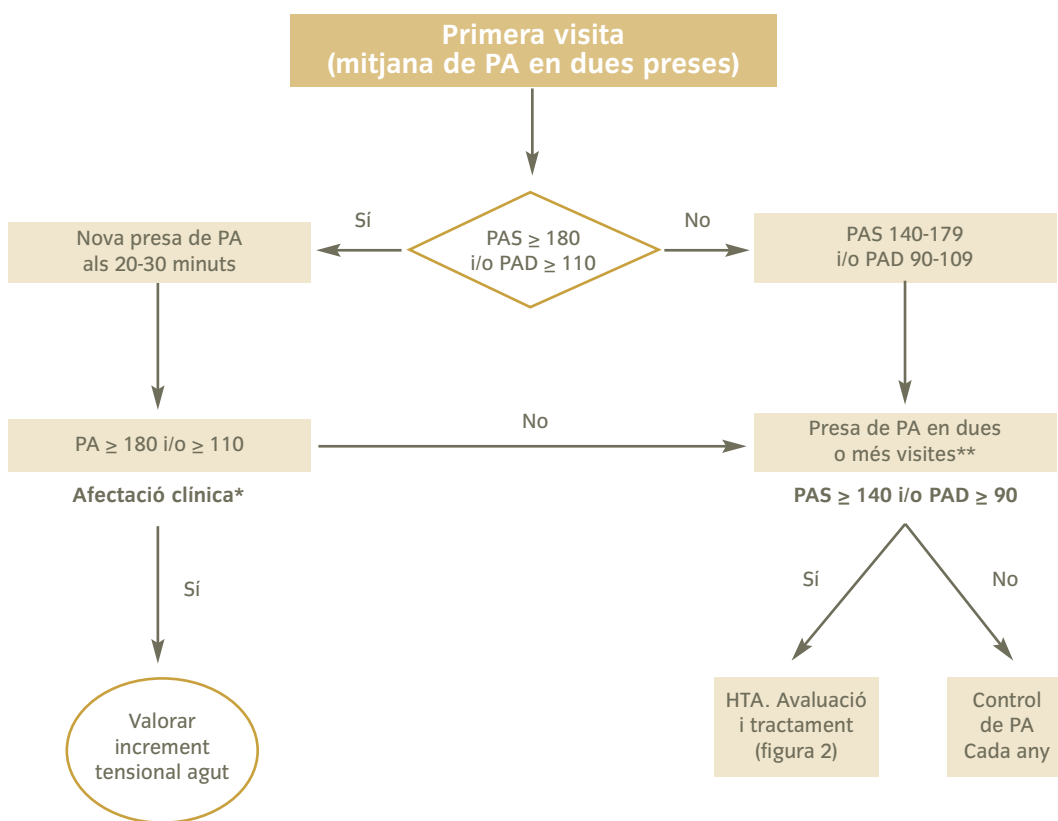 Primera visita
(mitjana de PA en dues preses)
Sí
No
Nova presa de PA
als 20-30 minuts
PAS ≥ 180
i/o PAD ≥ 110
PAS 140-179
i/o PAD 90-109
PA ≥ 180 i/o ≥ 110
No
Presa de PA en dues
o més visites**
Afectació clínica*
PAS ≥ 140 i/o PAD ≥ 90
Sí
Sí
No
Valorar
increment
tensional agut
HTA. Avaluació
i tractament
(figura 2)
Control
de PA
Cada any